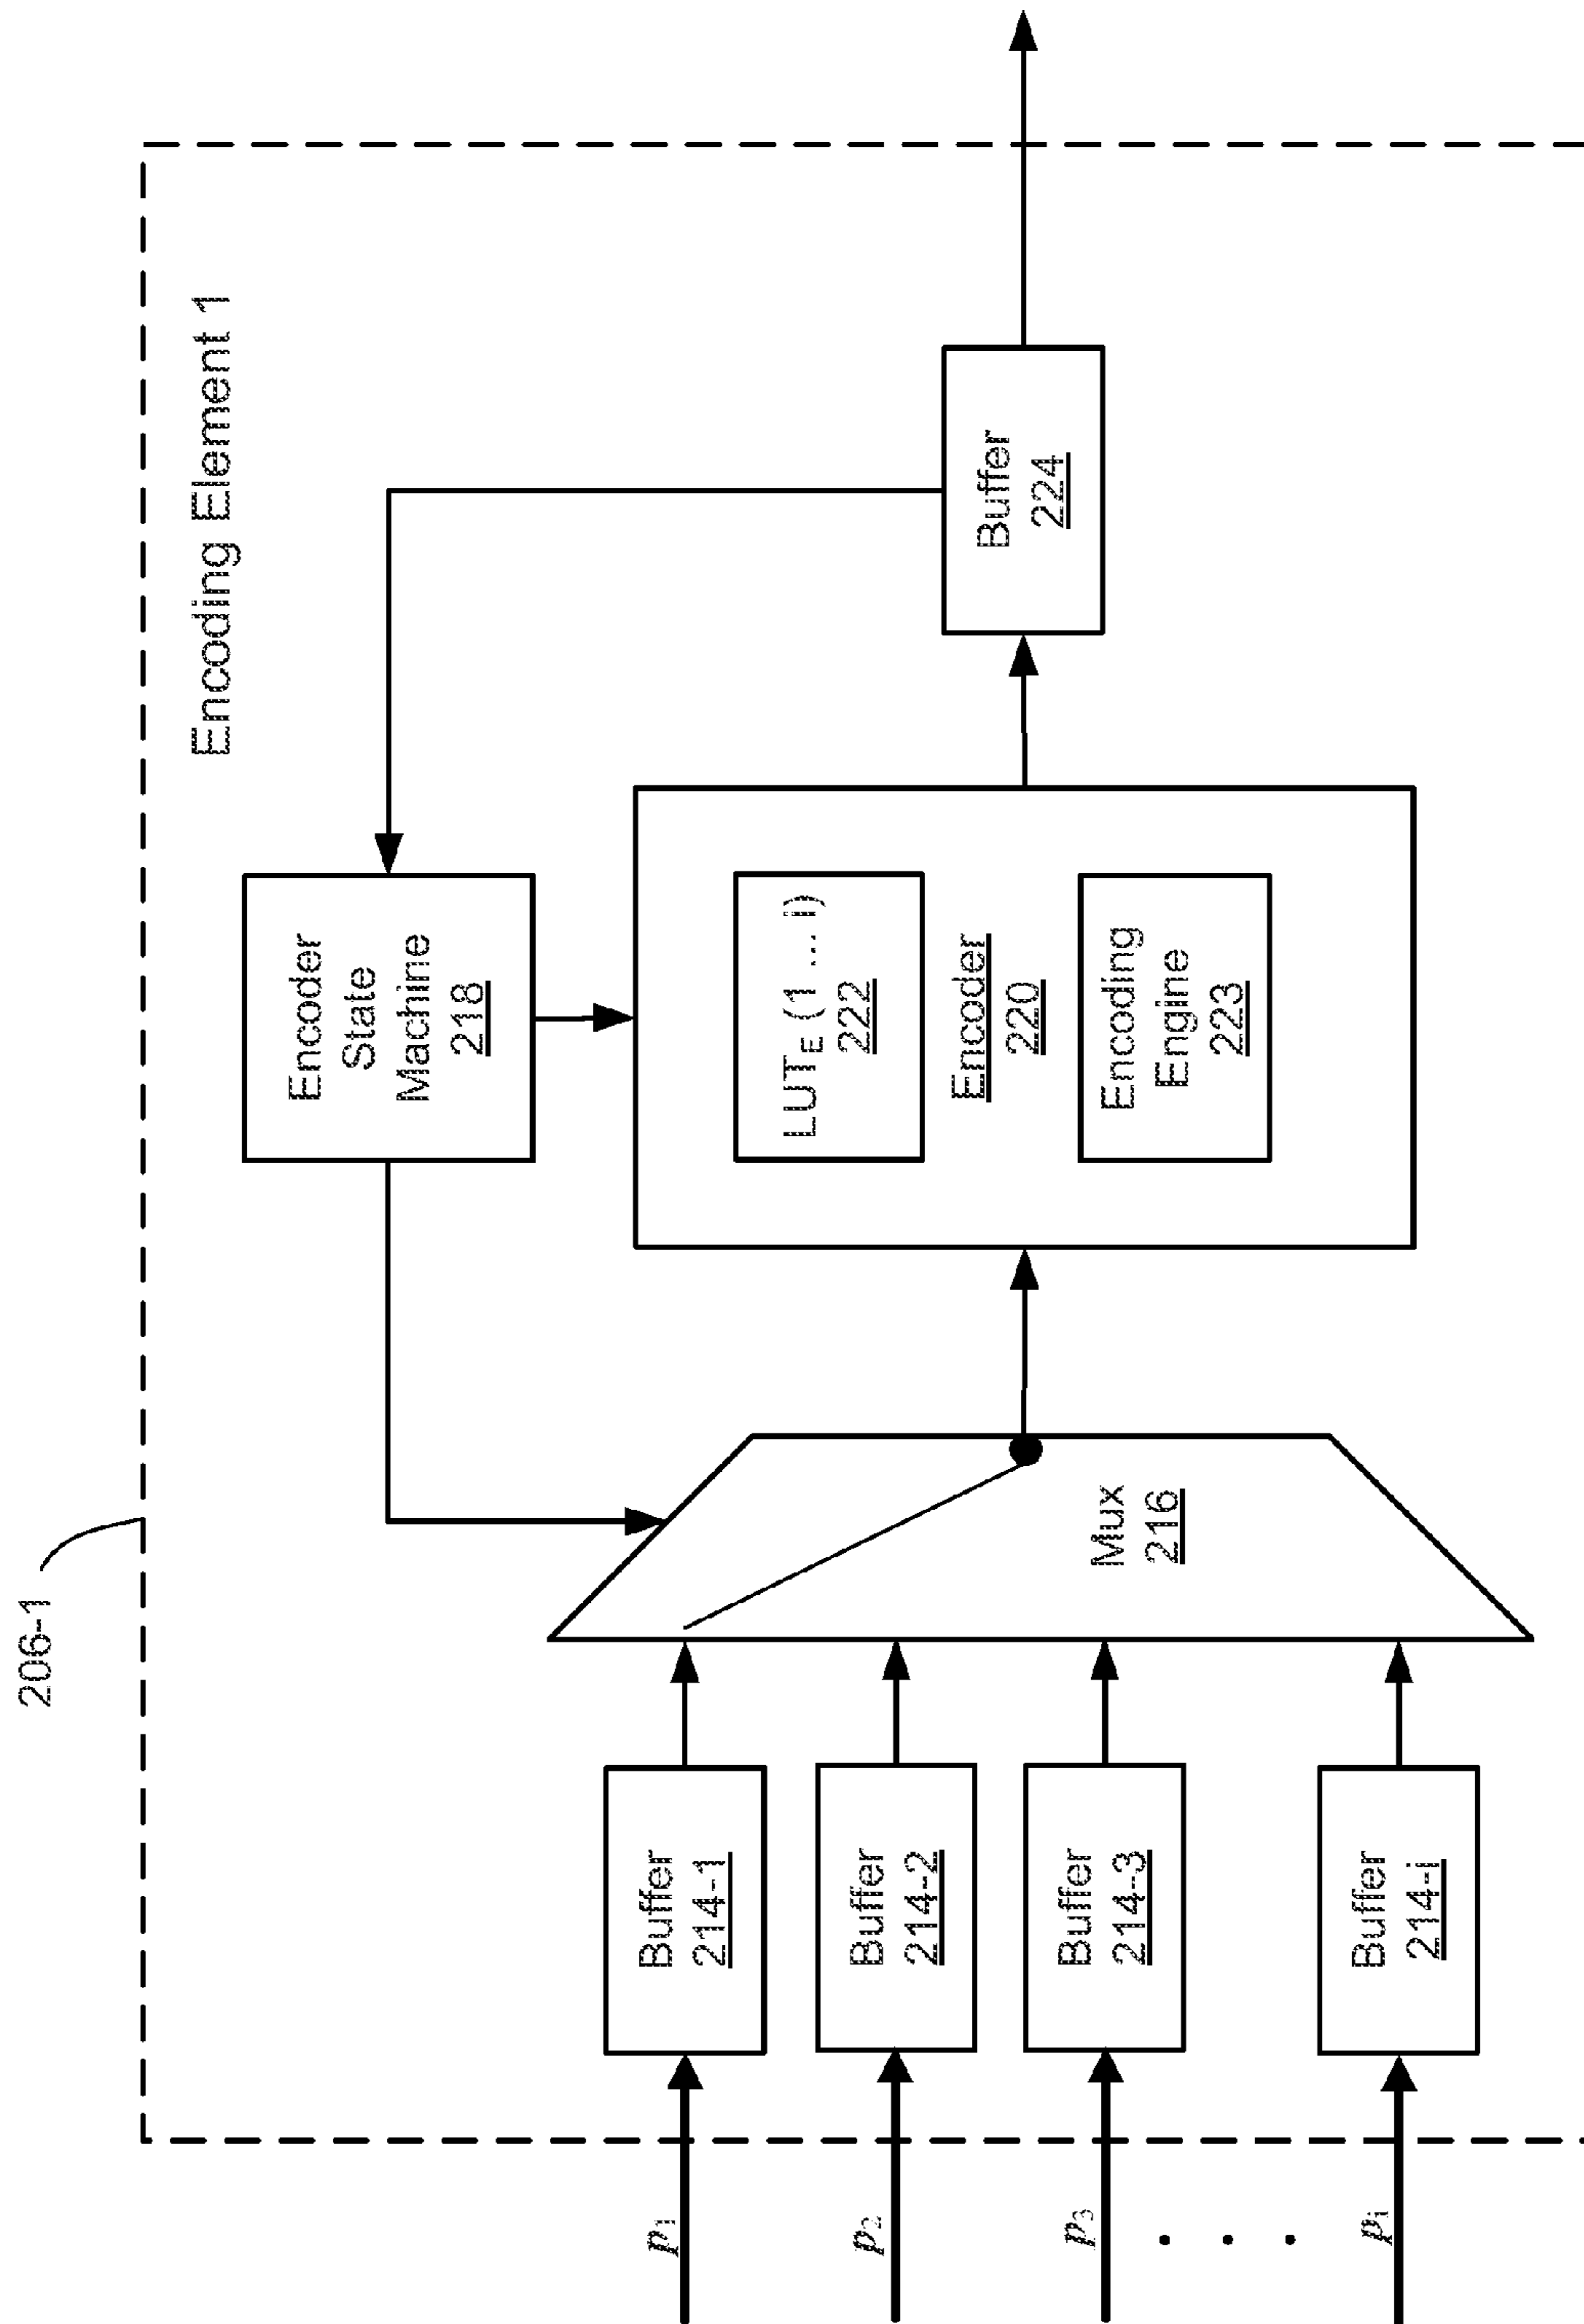 206-1
Encoding Element 1
Encoder
State
Machine
218
LUTE (1 ... i)
222
Encoder
220
Encoding
Engine
223
Buffer
224
Mux
216
p1
Buffer
214-1
p2
Buffer
214-2
p3
Buffer
214-3
. . .
pi
Buffer
214-i